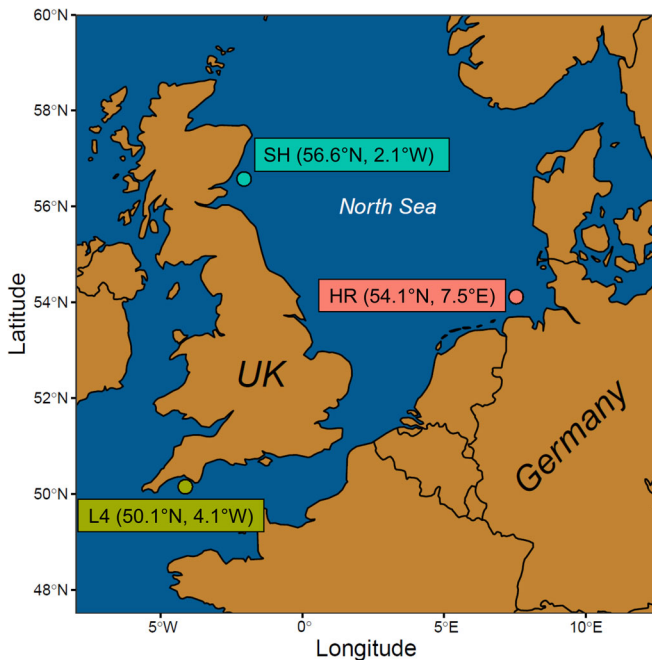 60°N
58°N
56°N
54°N
52°N
50°N
48°N
Latitude
SH (56.6°N, 2.1°W)
North Sea
HR (54.1°N, 7.5°E)
UK
Germany
L4 (50.1°N, 4.1°W)
5°W
0°
5°E
10°E
Longitude